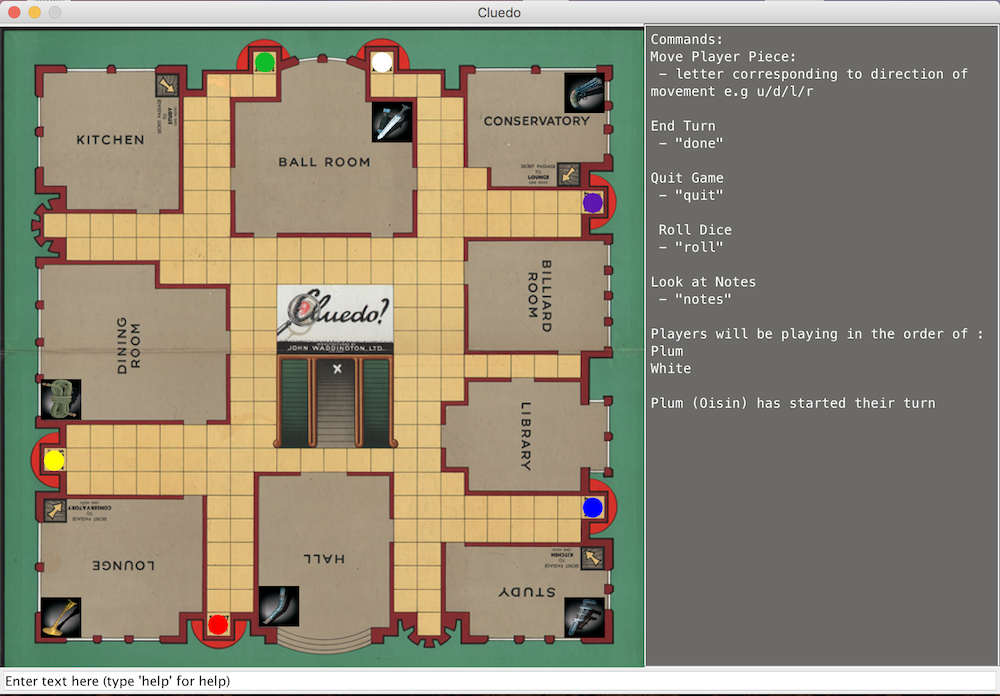 Cluedo
KITCHEN
SECRET PASSAGE
TO
STUDY
BALL ROOM
CONSERVATORY
SECRET PASSAGE
TO
LOUNGE
BILLIARD
ROOM
Cluedo?
JOHN WADDINGTON LTD.
X
DINING
ROOM
LIBRARY
CONSERVATORY
TO
SECRET PASSAGE
LOUNGE
HALL
KITCHEN
TO
SECRET PASSAGE
STUDY
Commands:
Move Player Piece:
– letter corresponding to direction of
movement e.g u/d/l/r
End Turn
– "done"
Quit Game
– "quit"
Roll Dice
– "roll"
Look at Notes
– "notes"
Players will be playing in the order of :
Plum
White
Plum (Oisin) has started their turn
Enter text here (type 'help' for help)